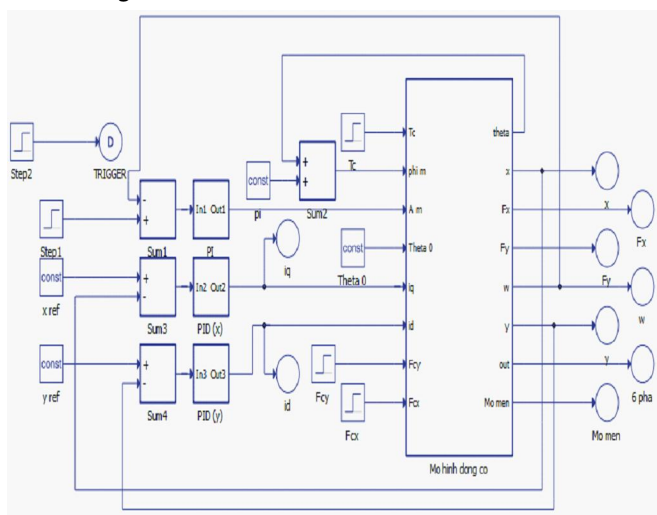 Step2
D
TRIGGER
Step1
-
+
Sum1
In1 Out1
PI
const
pi
+
+
Sum2
Tc
const
Theta 0
const
x ref
+
-
Sum3
In2 Out2
PID (x)
iq
const
y ref
+
-
Sum4
In3 Out3
PID (y)
id
Fcy
Fcx
Tc
phi m
A m
Theta 0
iq
id
Fcy
Fcx
theta
x
Fx
Fy
w
y
out
Mo men
Mo hinh dong co
x
Fx
Fy
w
y
6 pha
Mo men